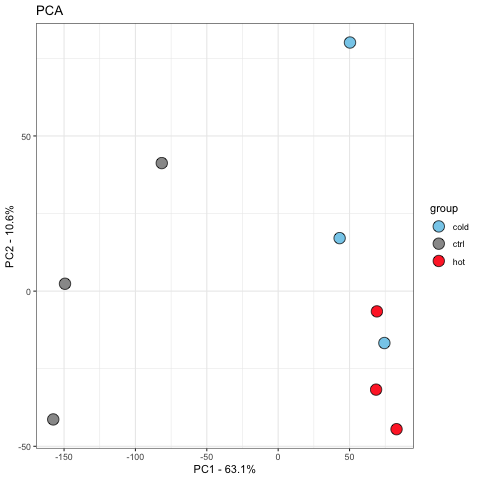 PCA
50
0
-50
PC2 - 10.6%
-150
-100
-50
0
50
PC1 - 63.1%
group
cold
ctrl
hot